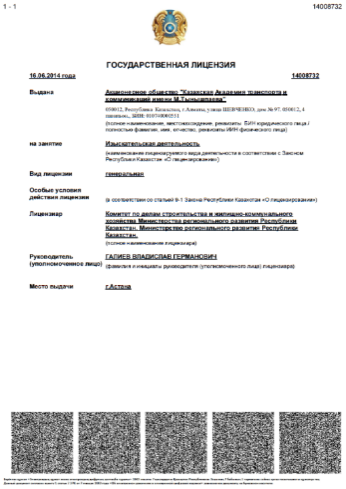 1 - 1 14008732
ГОСУДАРСТВЕННАЯ ЛИЦЕНЗИЯ
16.06.2014 года 14008732
Выдана Акционерное общество "Казахская Академия транспорта и
коммуникаций имени М.Тынышпаева"
050012, Республика Казахстан, г.Алматы, улица ШЕВЧЕНКО, дом № 97, 050012, 4
(полное наименование, местонахождение, реквизиты БИН юридического лица /
полностью фамилия, имя, отчество, реквизиты ИИН физического лица)
на занятие Изыскательская деятельность
(наименование лицензируемого вида деятельности в соответствии с Законом
Республики Казахстан «О лицензировании»)
Вид лицензии генеральная
Особые условия
действия лицензии (в соответствии со статьей 9-1 Закона Республики Казахстан «О лицензировании»)
Лицензиар Комитет по делам строительства и жилищно-коммунального
хозяйства Министерства регионального развития Республики
Казахстан. Министерство регионального развития Республики
Казахстан.
(полное наименование лицензиара)
Руководитель ГАЛИЕВ ВЛАДИСЛАВ ГЕРМАНОВИЧ
(уполномоченное лицо) (фамилия и инициалы руководителя (уполномоченного лица) лицензиара)
Место выдачи г.Астана